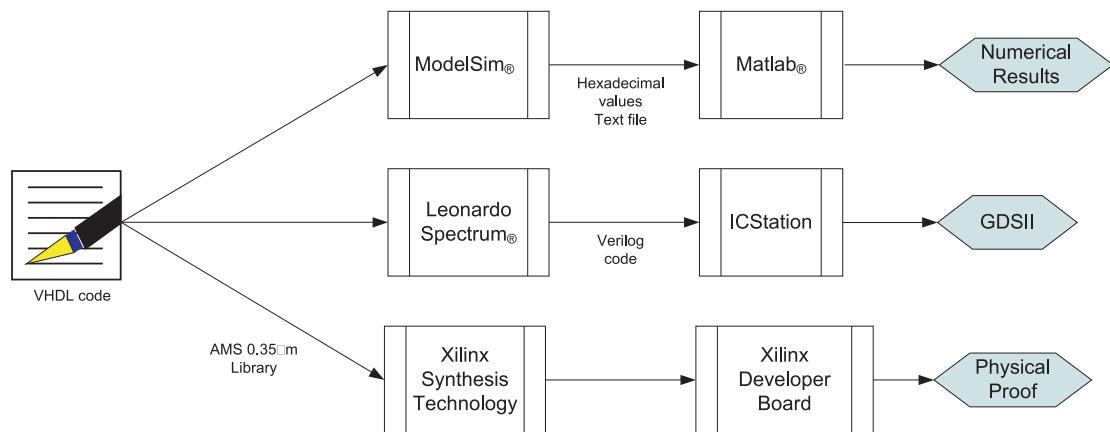 ModelSim®
Hexadecimal
values
Text file
Matlab®
Numerical
Results
VHDL code
Leonardo
Spectrum®
Verilog
code
ICStation
GDSII
AMS 0.35□m
Library
Xilinx
Synthesis
Technology
Xilinx
Developer
Board
Physical
Proof